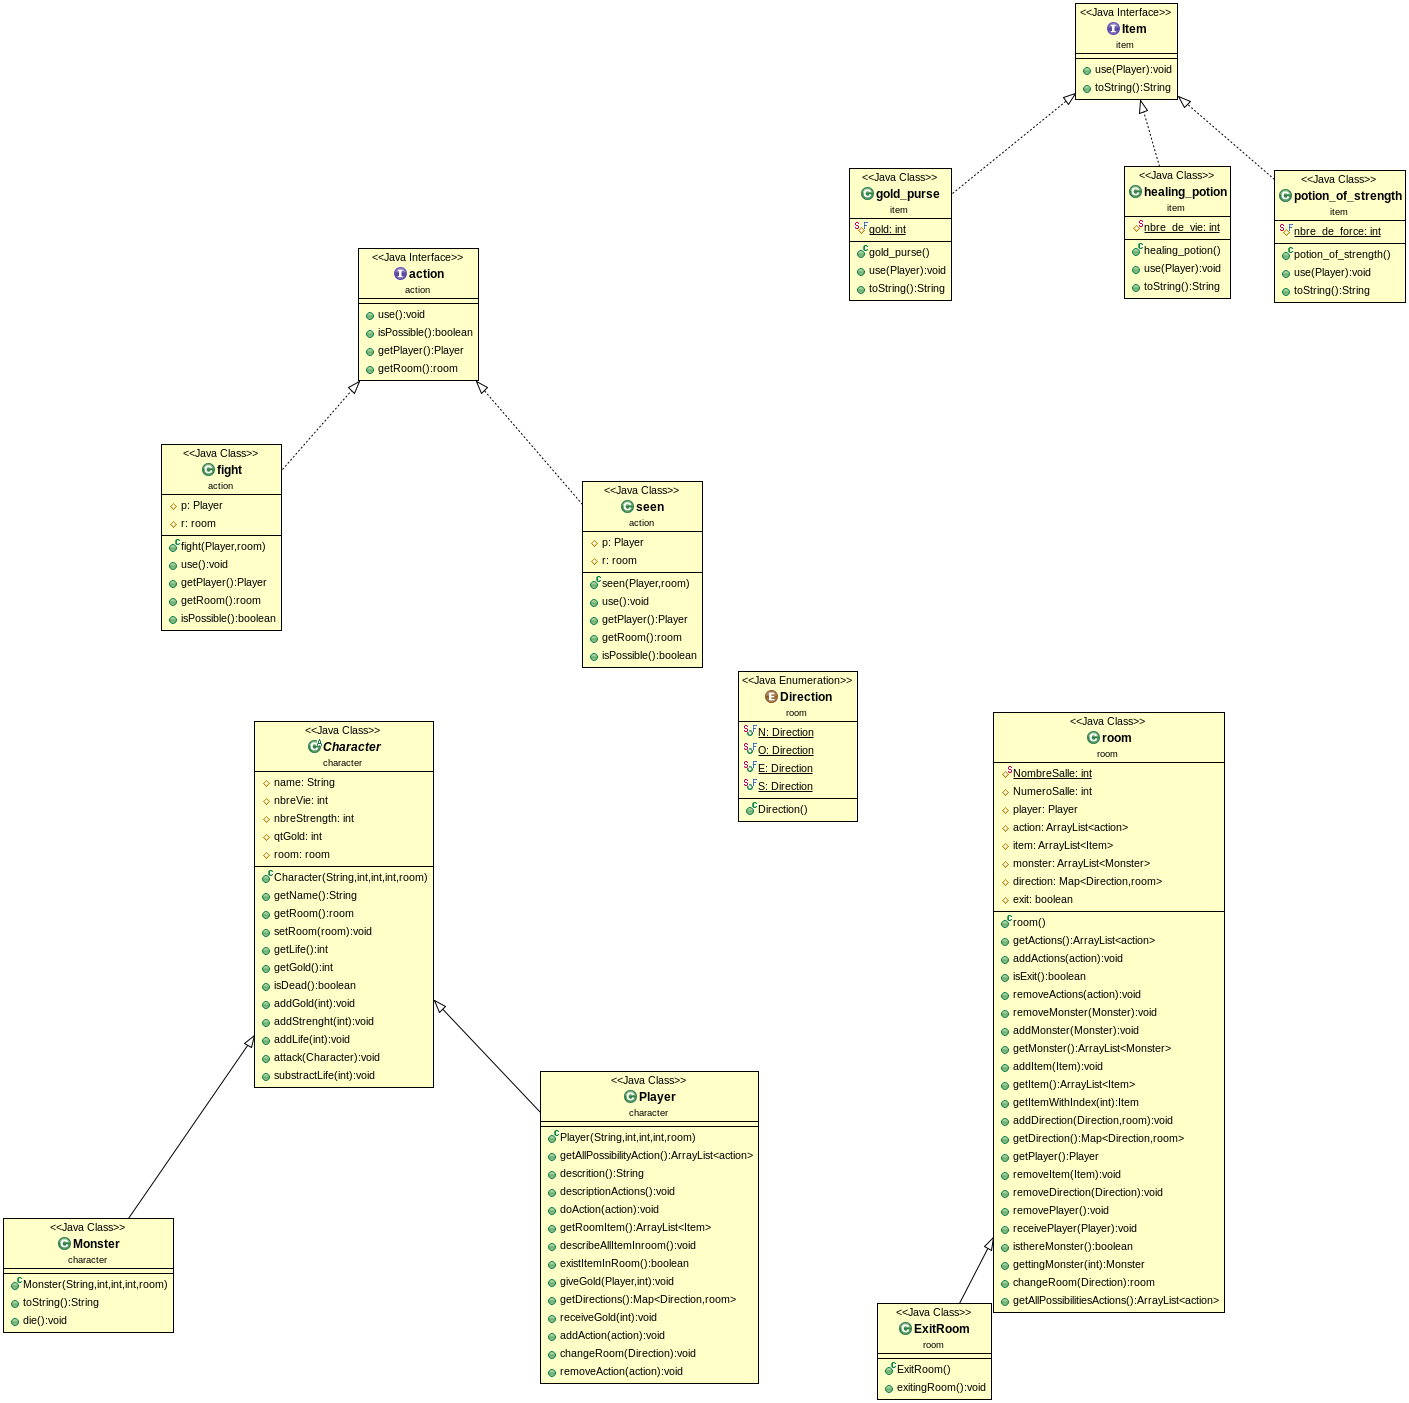 <<Java Interface>>
Item
item
use(Player):void
toString():String
<<Java Class>>
gold_purse
item
gold: int
gold_purse()
use(Player):void
toString():String
<<Java Class>>
healing_potion
item
nbre_de_vie: int
healing_potion()
use(Player):void
toString():String
<<Java Class>>
potion_of_strength
item
nbre_de_force: int
potion_of_strength()
use(Player):void
toString():String
<<Java Interface>>
action
action
use():void
isPossible():boolean
getPlayer():Player
getRoom():room
<<Java Class>>
fight
action
p: Player
r: room
fight(Player,room)
use():void
getPlayer():Player
getRoom():room
isPossible():boolean
<<Java Class>>
seen
action
p: Player
r: room
seen(Player,room)
use():void
getPlayer():Player
getRoom():room
isPossible():boolean
<<Java Enumeration>>
Direction
room
N: Direction
O: Direction
E: Direction
S: Direction
Direction()
<<Java Class>>
Character
character
name: String
nbreVie: int
nbreStrength: int
qtGold: int
room: room
Character(String,int,int,int,room)
getName():String
getRoom():room
setRoom(room):void
getLife():int
getGold():int
isDead():boolean
addGold(int):void
addStrenght(int):void
addLife(int):void
attack(Character):void
substractLife(int):void
<<Java Class>>
room
room
NombreSalle: int
NumeroSalle: int
player: Player
action: ArrayList<action>
item: ArrayList<Item>
monster: ArrayList<Monster>
direction: Map<Direction,room>
exit: boolean
room()
getActions():ArrayList<action>
addActions(action):void
isExit():boolean
removeActions(action):void
removeMonster(Monster):void
addMonster(Monster):void
getMonster():ArrayList<Monster>
addItem(Item):void
getItem():ArrayList<Item>
getItemWithIndex(int):Item
addDirection(Direction,room):void
getDirection():Map<Direction,room>
getPlayer():Player
removeItem(Item):void
removeDirection(Direction):void
removePlayer():void
receivePlayer(Player):void
isthereMonster():boolean
gettingMonster(int):Monster
changeRoom(Direction):room
getAllPossibilitiesActions():ArrayList<action>
<<Java Class>>
Player
character
Player(String,int,int,int,room)
getAllPossibilityAction():ArrayList<action>
descrition():String
descriptionActions():void
doAction(action):void
getRoomItem():ArrayList<Item>
describeAllItemInroom():void
existItemInRoom():boolean
giveGold(Player,int):void
getDirections():Map<Direction,room>
receiveGold(int):void
addAction(action):void
changeRoom(Direction):void
removeAction(action):void
<<Java Class>>
Monster
character
Monster(String,int,int,int,room)
toString():String
die():void
<<Java Class>>
ExitRoom
room
ExitRoom()
exitingRoom():void